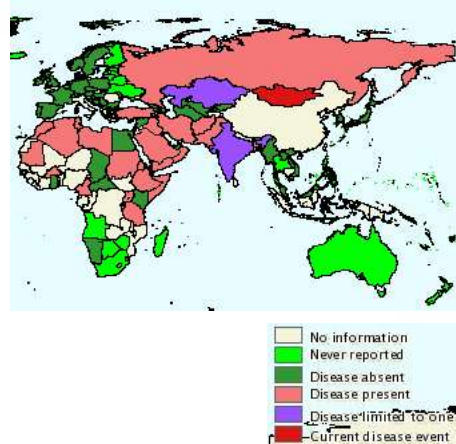 No information
Never reported
Disease absent
Disease present
Disease limited to one
Current disease event